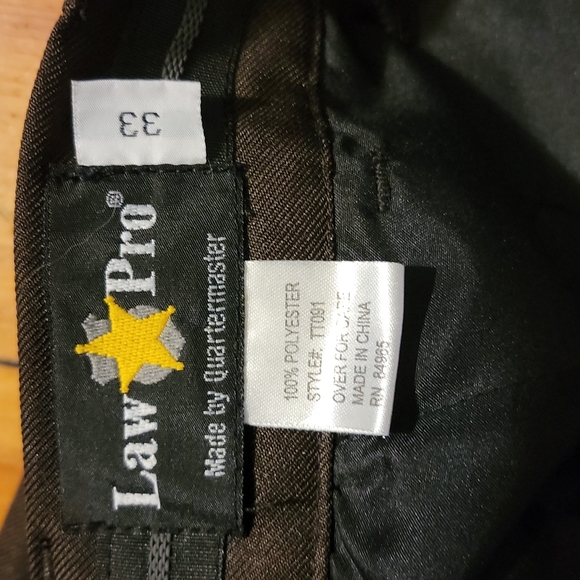 33
Law Pro®
Made by Quartermaster
100% POLYESTER
STYLE#: TT091
OVER FOR CARE
MADE IN CHINA
RN 84965